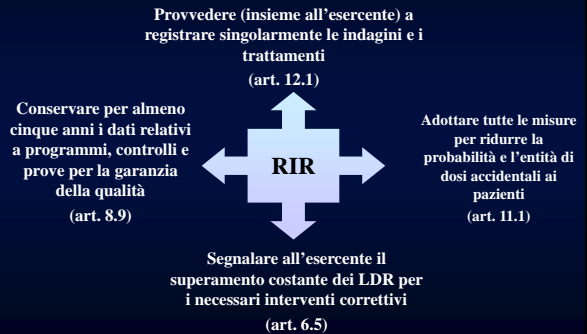 Provvedere (insieme all'esercente) a
registrare singolarmente le indagini e i
trattamenti
(art. 12.1)
Conservare per almeno
cinque anni i dati relativi
a programmi, controlli e
prove per la garanzia
della qualità
(art. 8.9)
RIR
Adottare tutte le misure
per ridurre la
probabilità e l'entità di
dosi accidentali ai
pazienti
(art. 11.1)
Segnalare all'esercente il
superamento costante dei LDR per
i necessari interventi correttivi
(art. 6.5)